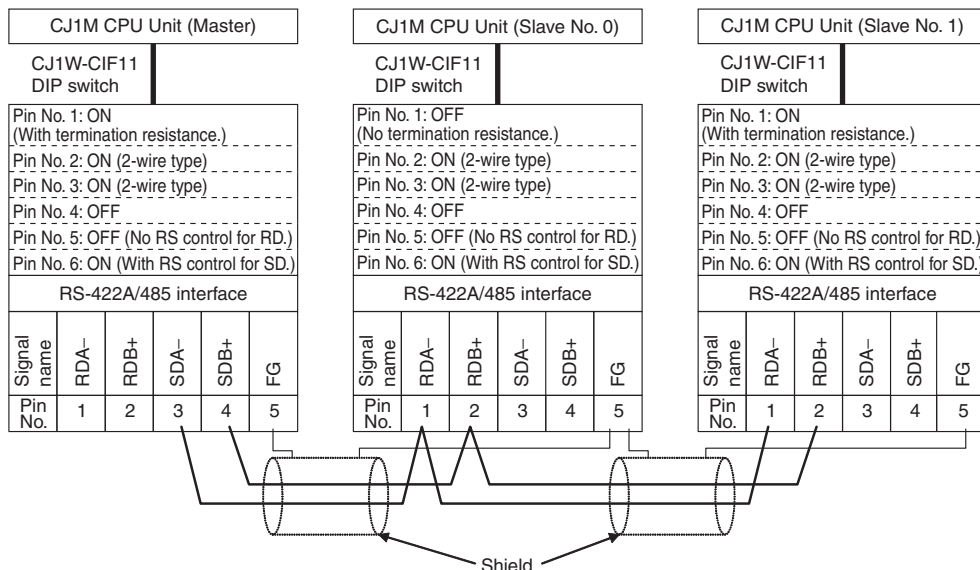 CJ1M CPU Unit (Master)
CJ1W-CIF11
DIP switch
Pin No. 1: ON
(With termination resistance.)
Pin No. 2: ON (2-wire type)
Pin No. 3: ON (2-wire type)
Pin No. 4: OFF
Pin No. 5: OFF (No RS control for RD.)
Pin No. 6: ON (With RS control for SD.)
RS-422A/485 interface
Signal name RDA− RDB+ SDA− SDB+ FG
Pin No. 1 2 3 4 5
CJ1M CPU Unit (Slave No. 0)
CJ1W-CIF11
DIP switch
Pin No. 1: OFF
(No termination resistance.)
Pin No. 2: ON (2-wire type)
Pin No. 3: ON (2-wire type)
Pin No. 4: OFF
Pin No. 5: OFF (No RS control for RD.)
Pin No. 6: ON (With RS control for SD.)
RS-422A/485 interface
Signal name RDA− RDB+ SDA− SDB+ FG
Pin No. 1 2 3 4 5
CJ1M CPU Unit (Slave No. 1)
CJ1W-CIF11
DIP switch
Pin No. 1: ON
(With termination resistance.)
Pin No. 2: ON (2-wire type)
Pin No. 3: ON (2-wire type)
Pin No. 4: OFF
Pin No. 5: OFF (No RS control for RD.)
Pin No. 6: ON (With RS control for SD.)
RS-422A/485 interface
Signal name RDA− RDB+ SDA− SDB+ FG
Pin No. 1 2 3 4 5
Shield